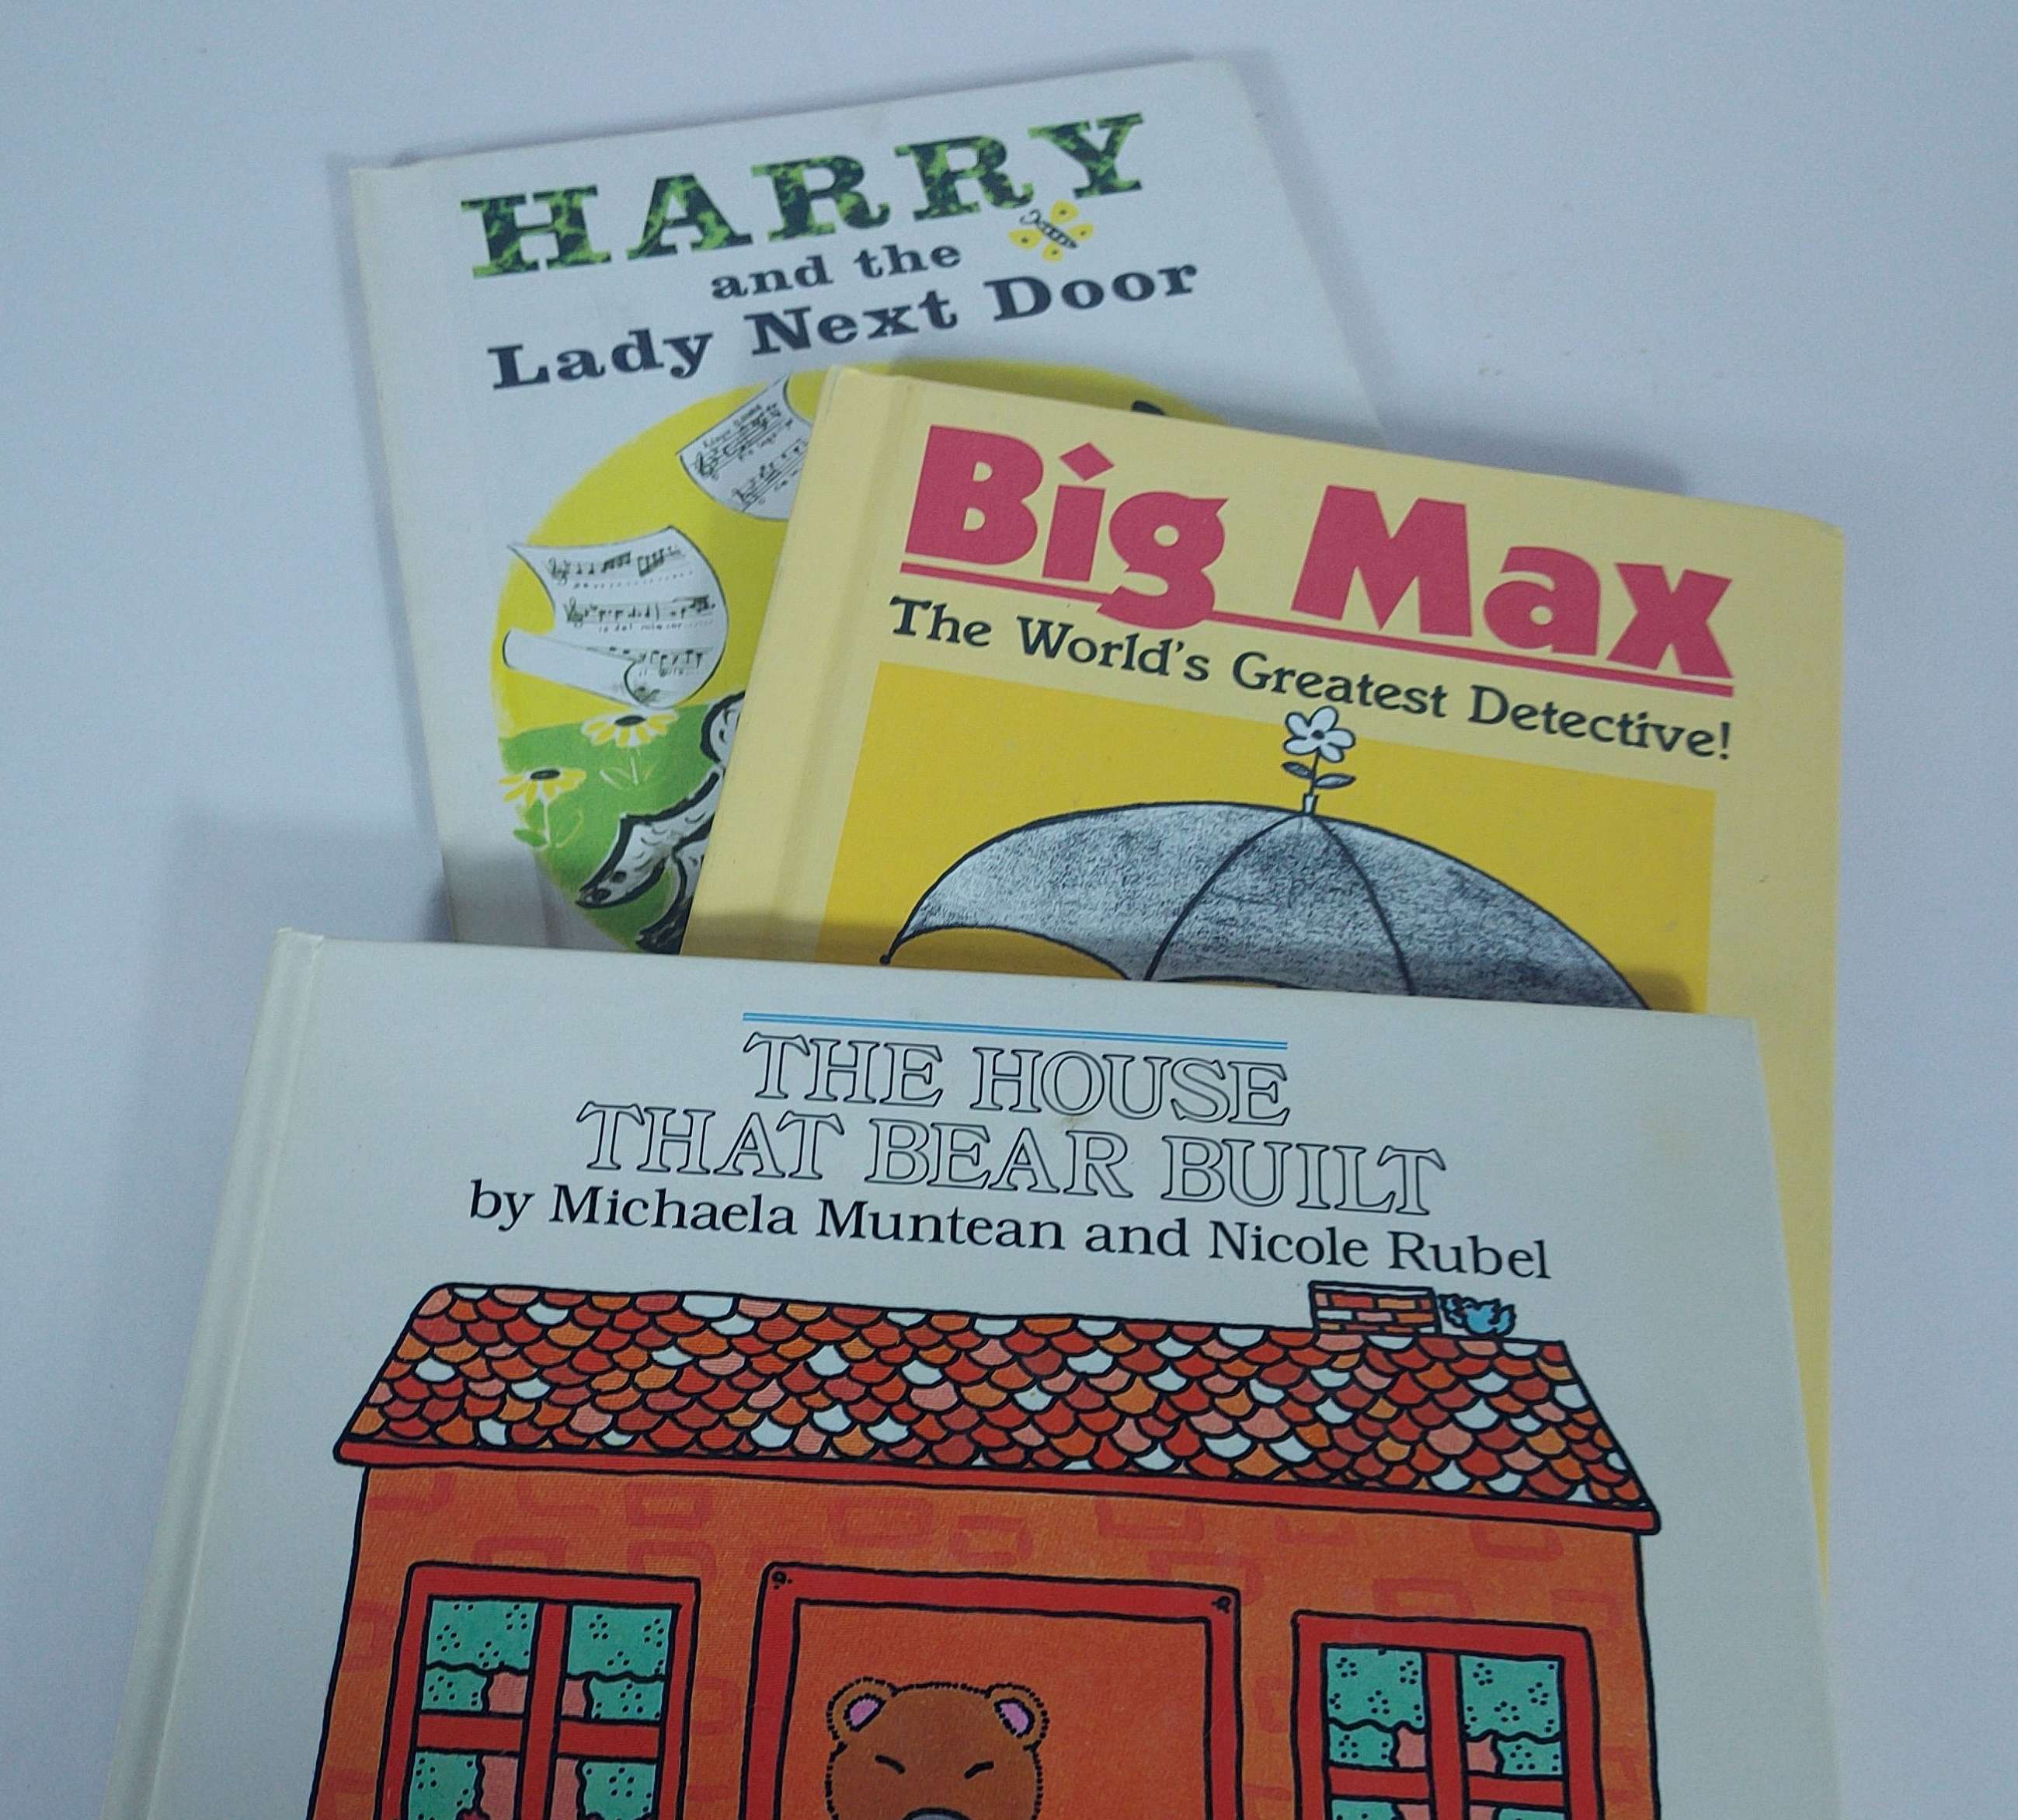 HARRY
and the
Lady Next Door
Big Max
The World's Greatest Detective!
THE HOUSE
THAT BEAR BUILT
by Michaela Muntean and Nicole Rubel